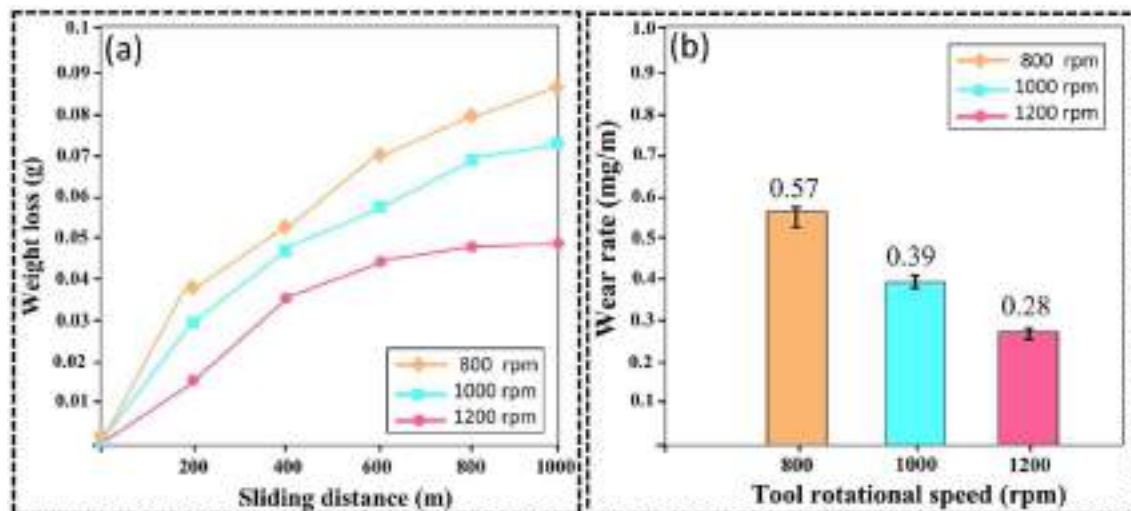 (a)
Weight loss (g)
0.1
0.09
0.08
0.07
0.06
0.05
0.04
0.03
0.02
0.01
800 rpm
1000 rpm
1200 rpm
200 400 600 800 1000
Sliding distance (m)
(b)
Wear rate (mg/m)
1.0
0.9
0.8
0.7
0.6
0.5
0.4
0.3
0.2
0.1
800 rpm
1000 rpm
1200 rpm
0.57
0.39
0.28
800 1000 1200
Tool rotational speed (rpm)